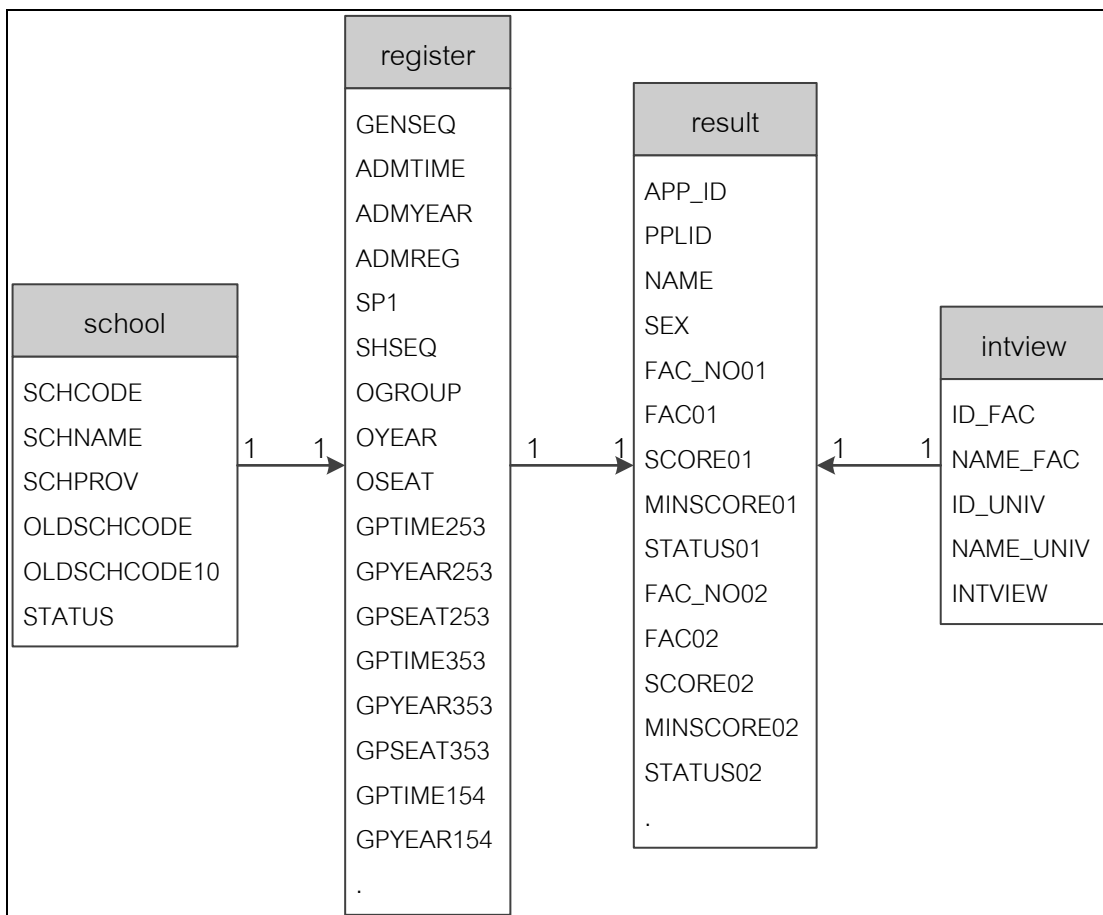 school
SCHCODE
SCHNAME
SCHPROV
OLDSCHCODE
OLDSCHCODE10
STATUS
1 1
register
GENSEQ
ADMTIME
ADMYEAR
ADMREG
SP1
SHSEQ
OGROUP
OYEAR
OSEAT
GPTIME253
GPYEAR253
GPSEAT253
GPTIME353
GPYEAR353
GPSEAT353
GPTIME154
GPYEAR154
.
1 1
result
APP_ID
PPLID
NAME
SEX
FAC_NO01
FAC01
SCORE01
MINSCORE01
STATUS01
FAC_NO02
FAC02
SCORE02
MINSCORE02
STATUS02
.
1 1
intview
ID_FAC
NAME_FAC
ID_UNIV
NAME_UNIV
INTVIEW